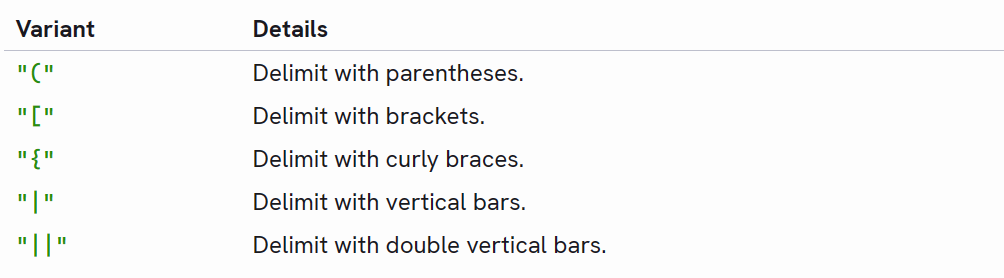 Variant Details
"(" Delimit with parentheses.
"[" Delimit with brackets.
"{" Delimit with curly braces.
"|" Delimit with vertical bars.
"||" Delimit with double vertical bars.